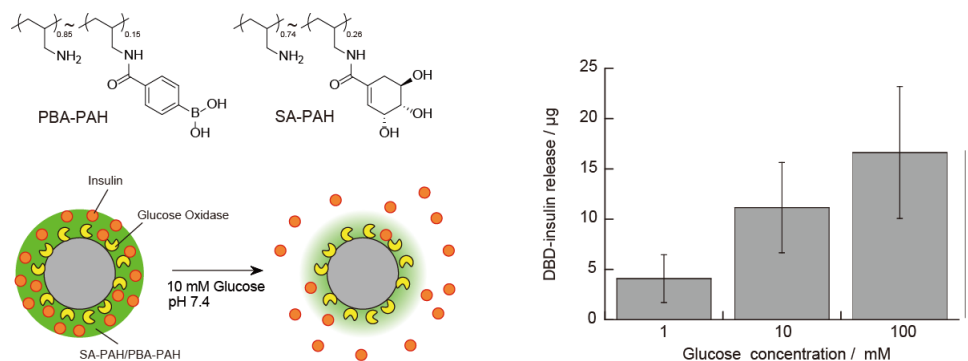 0.85
0.15
NH2
NH
O
B
OH
OH
PBA-PAH
0.74
0.26
NH2
NH
O
OH
OH
OH
SA-PAH
Insulin
Glucose Oxidase
10 mM Glucose
pH 7.4
SA-PAH/PBA-PAH
DBD-insulin release / µg
25
20
15
10
5
0
1 10 100
Glucose concentration / mM